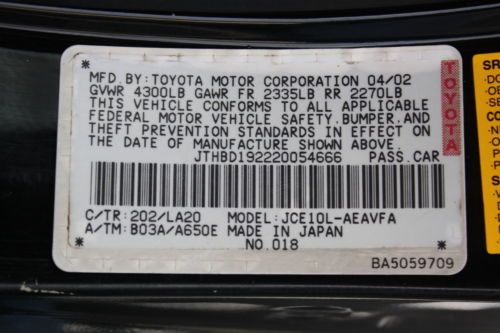 MFD. BY: TOYOTA MOTOR CORPORATION 04/02
GVWR 4300LB GAWR FR 2335LB RR 2270LB
THIS VEHICLE CONFORMS TO ALL APPLICABLE
FEDERAL MOTOR VEHICLE SAFETY, BUMPER, AND
THEFT PREVENTION STANDARDS IN EFFECT ON
THE DATE OF MANUFACTURE SHOWN ABOVE.
JTHBD192220054666 PASS. CAR
C/TR: 202/LA20 MODEL: JCE10L-AEAVFA
A/TM: B03A/A650E MADE IN JAPAN
NO. 018
BA5059709
TOYOTA